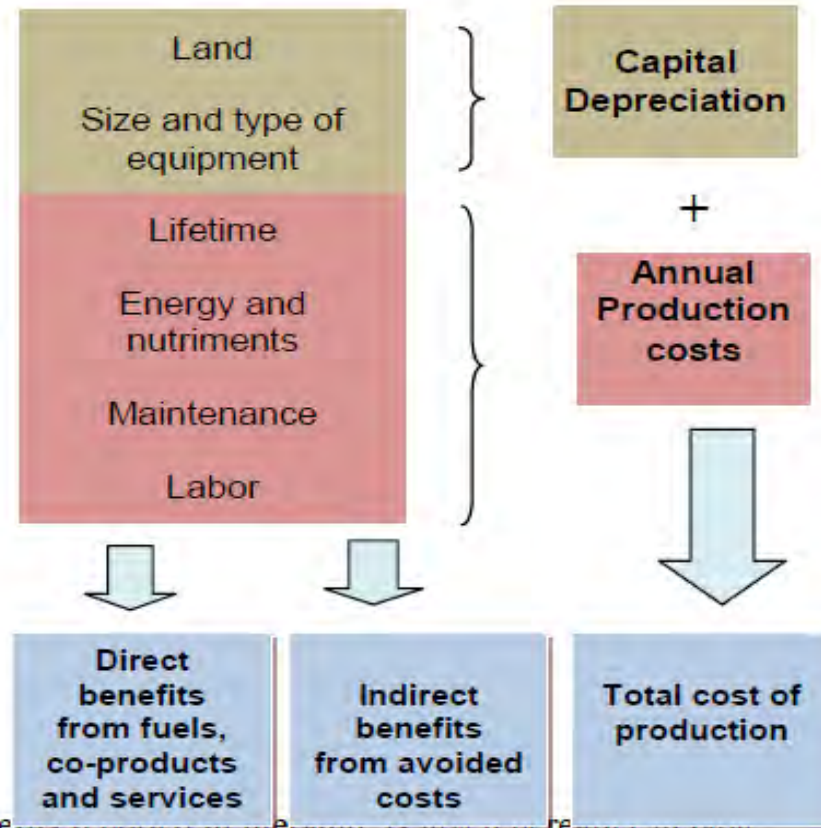 Land
Size and type of
equipment
Lifetime
Energy and
nutriments
Maintenance
Labor
Capital
Depreciation
+
Annual
Production
costs
Direct
benefits
from fuels,
co-products
and services
Indirect
benefits
from avoided
costs
Total cost of
production